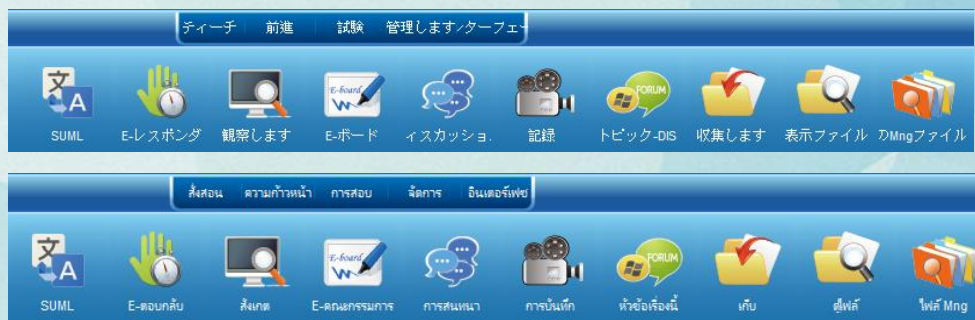 ティーチ 前進 試験 管理します ターフェー
文 A E-board FORUM
SUML E-レスポンダ 観察します E-ボード ィスカッショ. 記録 トピック-DIS 収集します 表示ファイル のMngファイル
สั่งสอน ความก้าวหน้า การสอบ จัดการ อินเตอร์เฟซ
文 A E-board FORUM
SUML E-ตอบกลับ สังเกต E-คณะกรรมการ การสนทนา การบันทึก หัวข้อเรื่องนี้ เก็บ ดูไฟล์ ไฟล์ Mng